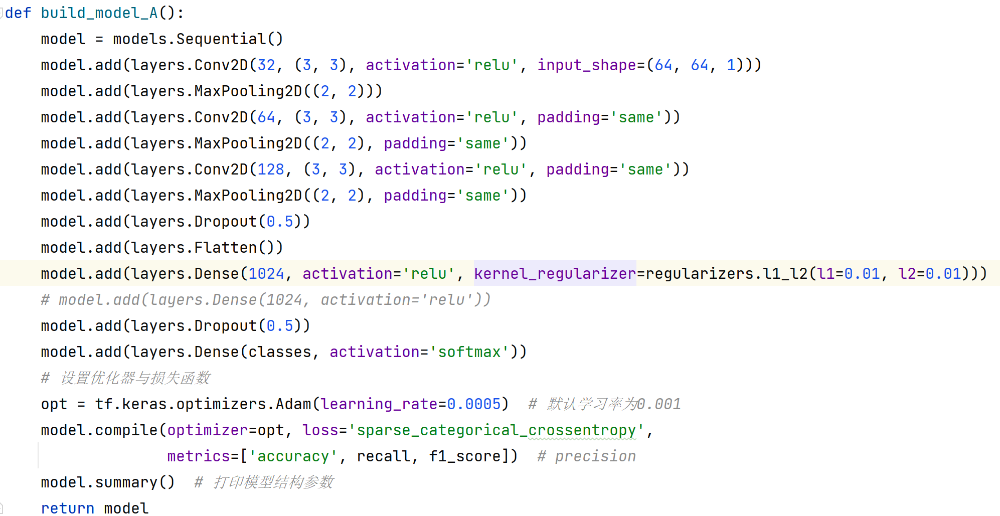 def build_model_A():
    model = models.Sequential()
    model.add(layers.Conv2D(32, (3, 3), activation='relu', input_shape=(64, 64, 1)))
    model.add(layers.MaxPooling2D((2, 2)))
    model.add(layers.Conv2D(64, (3, 3), activation='relu', padding='same'))
    model.add(layers.MaxPooling2D((2, 2), padding='same'))
    model.add(layers.Conv2D(128, (3, 3), activation='relu', padding='same'))
    model.add(layers.MaxPooling2D((2, 2), padding='same'))
    model.add(layers.Dropout(0.5))
    model.add(layers.Flatten())
    model.add(layers.Dense(1024, activation='relu', kernel_regularizer=regularizers.l1_l2(l1=0.01, l2=0.01)))
    # model.add(layers.Dense(1024, activation='relu'))
    model.add(layers.Dropout(0.5))
    model.add(layers.Dense(classes, activation='softmax'))
    # 设置优化器与损失函数
    opt = tf.keras.optimizers.Adam(learning_rate=0.0005)  # 默认学习率为0.001
    model.compile(optimizer=opt, loss='sparse_categorical_crossentropy',
                  metrics=['accuracy', recall, f1_score])  # precision
    model.summary()  # 打印模型结构参数
    return model